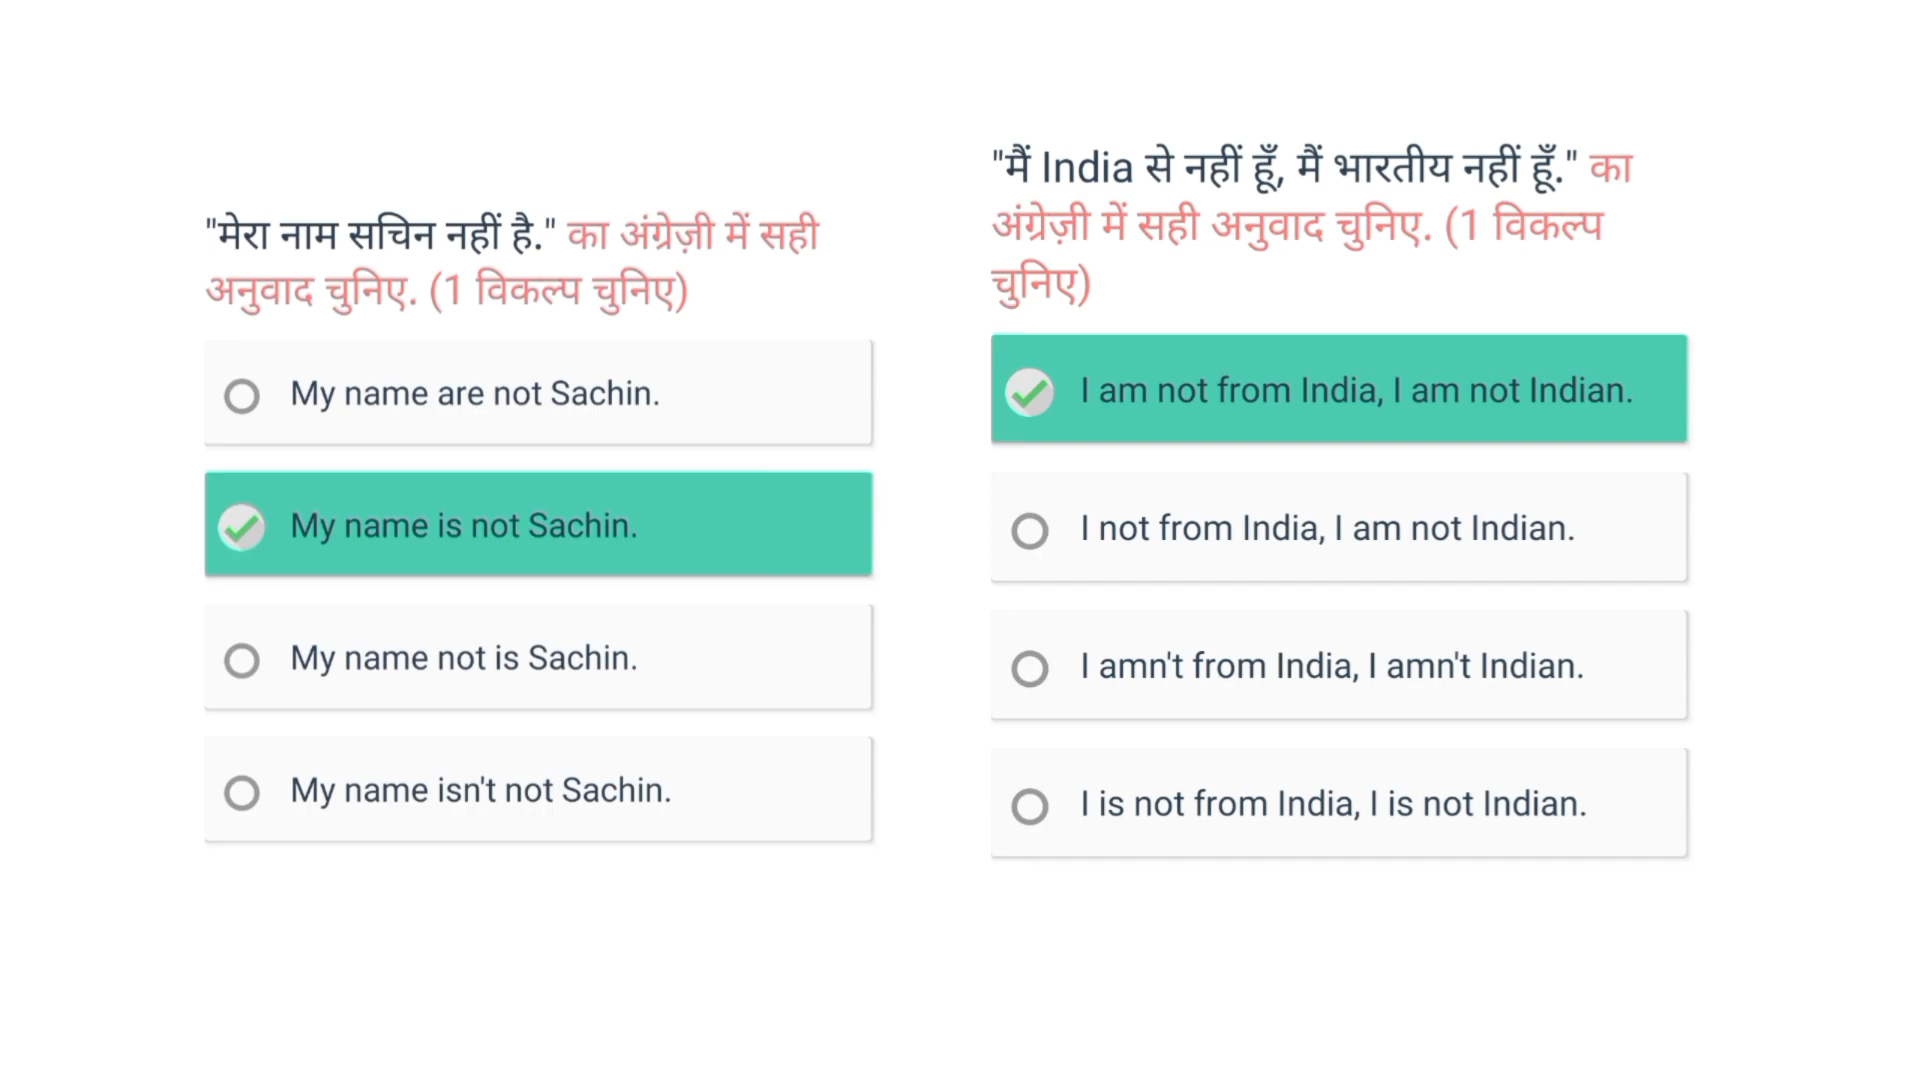 "मेरा नाम सचिन नहीं है." का अंग्रेज़ी में सही
अनुवाद चुनिए. (1 विकल्प चुनिए)
My name are not Sachin.
My name is not Sachin.
My name not is Sachin.
My name isn't not Sachin.
"मैं India से नहीं हूँ, मैं भारतीय नहीं हूँ." का
अंग्रेज़ी में सही अनुवाद चुनिए. (1 विकल्प
चुनिए)
I am not from India, I am not Indian.
I not from India, I am not Indian.
I amn't from India, I amn't Indian.
I is not from India, I is not Indian.